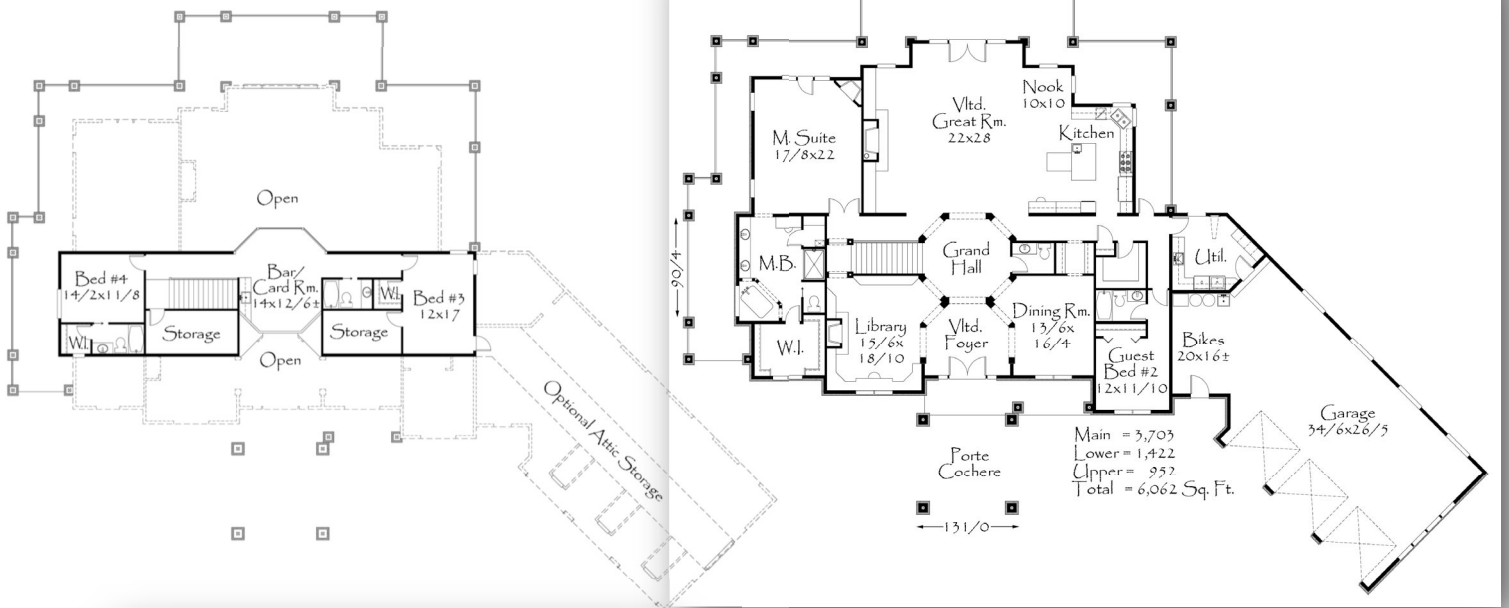 Open
Bed #4
14/2x11/8
Bar/
Card Rm.
14x12/6±
W.I.
Bed #3
12x17
W.I.
Storage
Storage
Open
Optional Attic Storage
M. Suite
17/8x22
Vltd.
Great Rm.
22x28
Nook
10x10
Kitchen
90/4
M.B.
Grand
Hall
Util.
W.I.
Library
15/6x
18/10
Vltd.
Foyer
Dining Rm.
13/6x
16/4
Guest
Bed #2
12x11/10
Bikes
20x16±
Garage
34/6x26/5
Porte
Cochere
131/0
Main = 3,703
Lower = 1,422
Upper = 952
Total = 6,062 Sq. Ft.